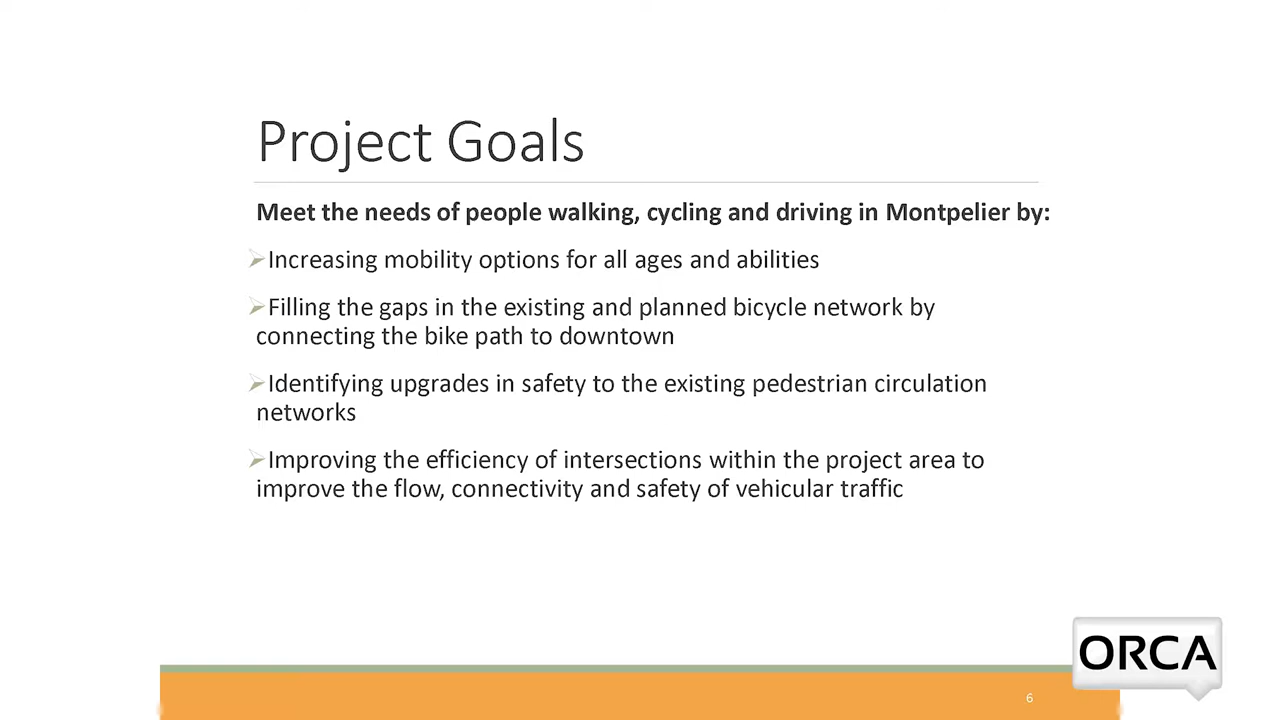 Project Goals
Meet the needs of people walking, cycling and driving in Montpelier by:
Increasing mobility options for all ages and abilities
Filling the gaps in the existing and planned bicycle network by
connecting the bike path to downtown
Identifying upgrades in safety to the existing pedestrian circulation
networks
Improving the efficiency of intersections within the project area to
improve the flow, connectivity and safety of vehicular traffic
ORCA
6